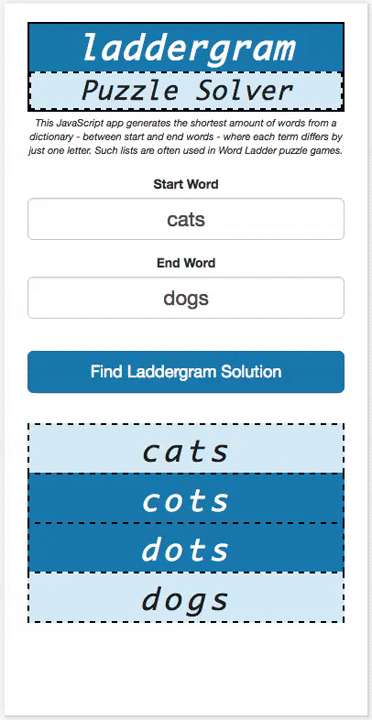 laddergram
Puzzle Solver
This JavaScript app generates the shortest amount of words from a
dictionary - between start and end words - where each term differs by
just one letter. Such lists are often used in Word Ladder puzzle games.
Start Word
cats
End Word
dogs
Find Laddergram Solution
cats
cots
dots
dogs